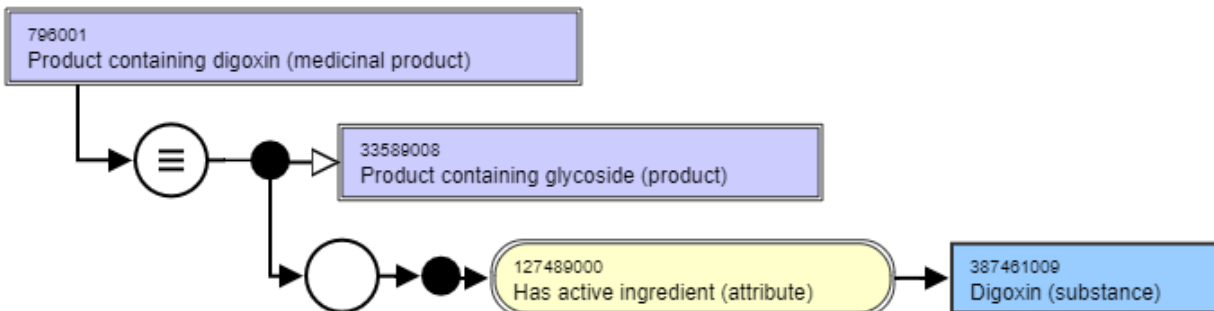 796001
Product containing digoxin (medicinal product)
33589008
Product containing glycoside (product)
127489000
Has active ingredient (attribute)
387461009
Digoxin (substance)